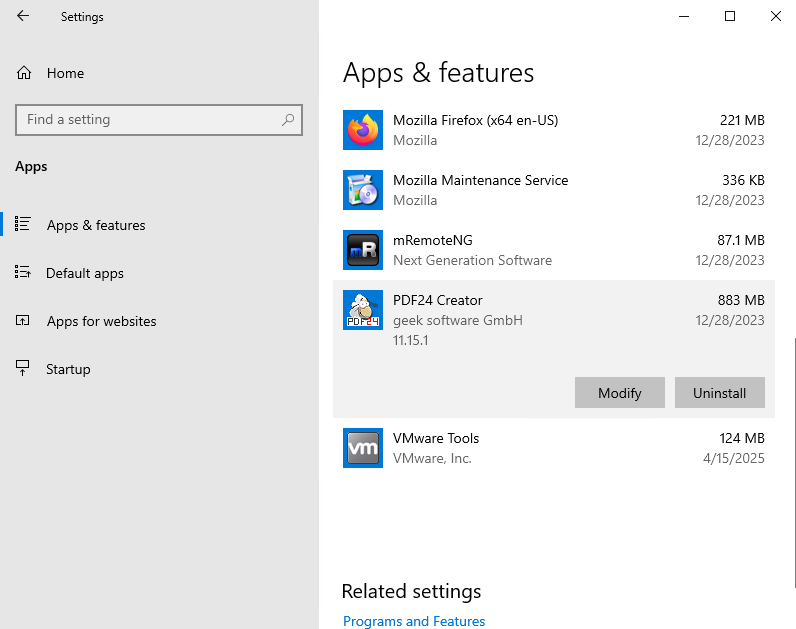 Settings
Home
Find a setting
Apps
Apps & features
Default apps
Apps for websites
Startup
Apps & features
Mozilla Firefox (x64 en-US) 221 MB
Mozilla 12/28/2023
Mozilla Maintenance Service 336 KB
Mozilla 12/28/2023
mR
mRemoteNG 87.1 MB
Next Generation Software 12/28/2023
PDF24
PDF24 Creator 883 MB
geek software GmbH 12/28/2023
11.15.1
Modify Uninstall
vm
VMware Tools 124 MB
VMware, Inc. 4/15/2025
Related settings
Programs and Features